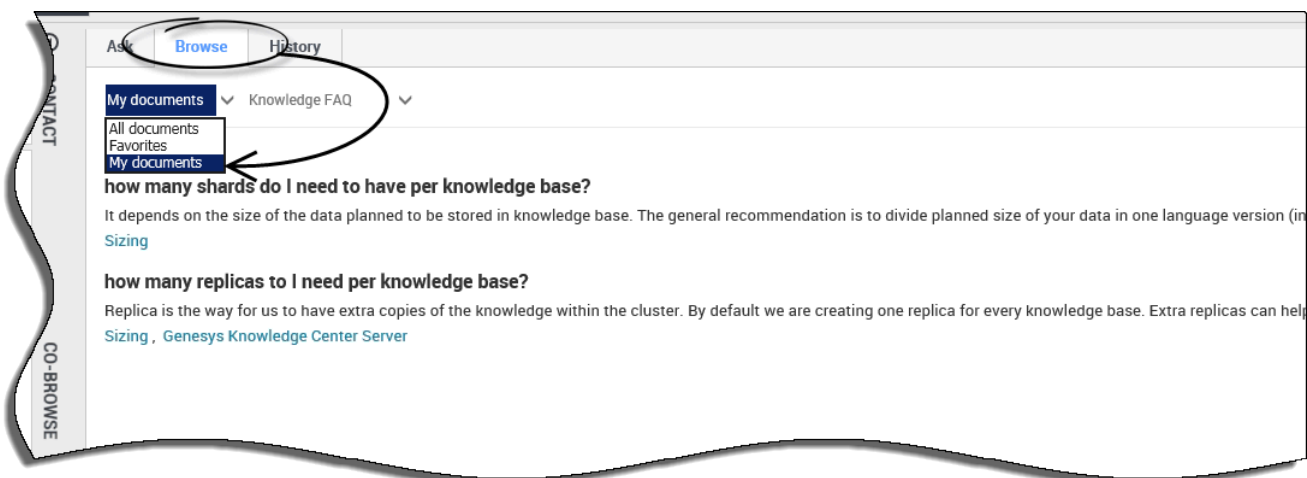 Ask Browse History
CONTACT
My documents Knowledge FAQ
All documents
Favorites
My documents
how many shards do I need to have per knowledge base?
It depends on the size of the data planned to be stored in knowledge base. The general recommendation is to divide planned size of your data in one language version (in
Sizing
how many replicas to I need per knowledge base?
Replica is the way for us to have extra copies of the knowledge within the cluster. By default we are creating one replica for every knowledge base. Extra replicas can help
Sizing , Genesys Knowledge Center Server
CO-BROWSE